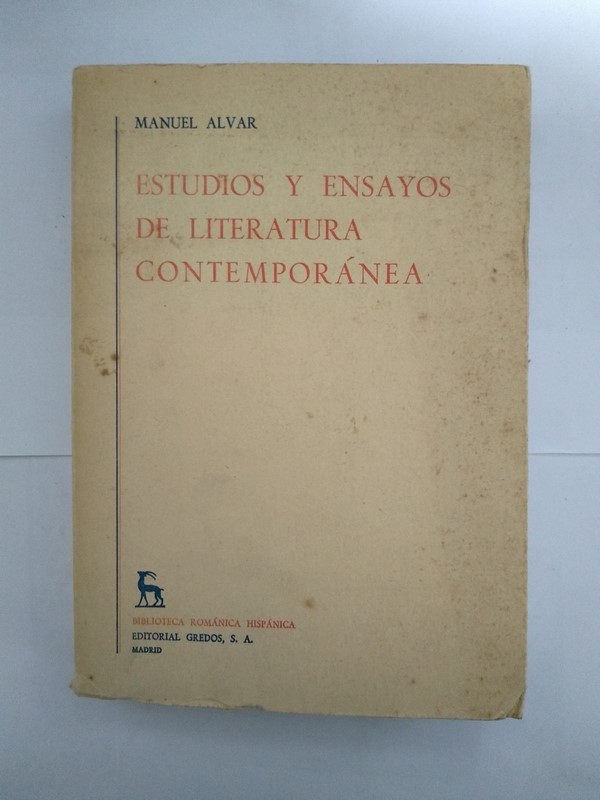 MANUEL ALVAR
ESTUDIOS Y ENSAYOS
DE LITERATURA
CONTEMPORÁNEA
BIBLIOTECA ROMÁNICA HISPÁNICA
EDITORIAL GREDOS, S. A.
MADRID